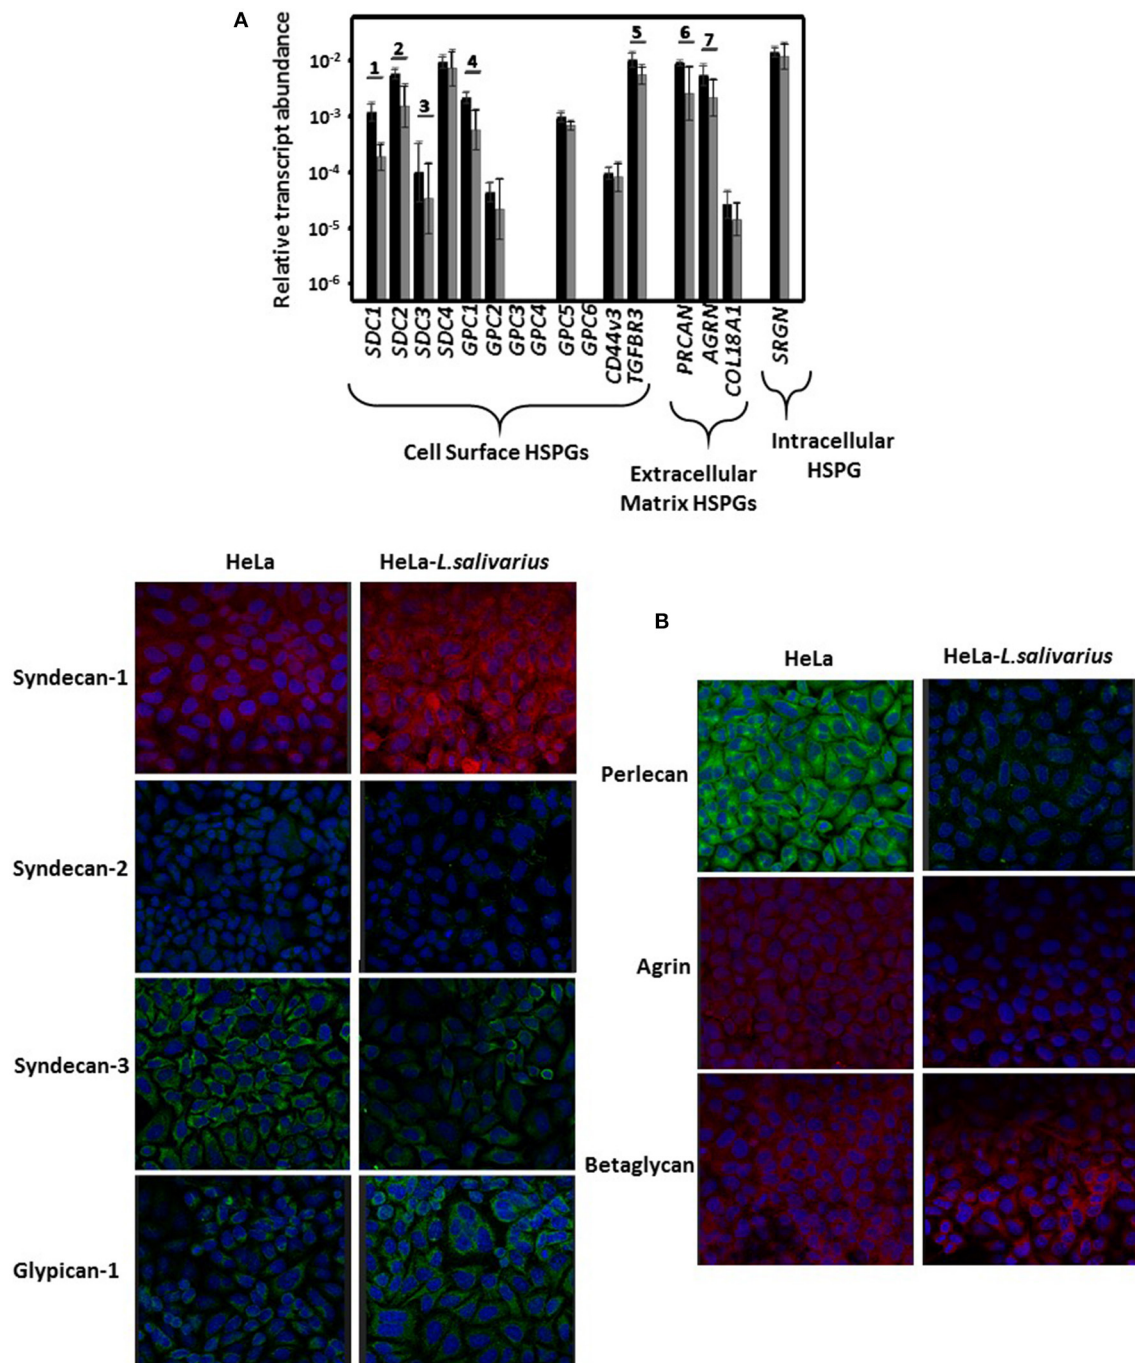 A
Relative transcript abundance
10-2
10-3
10-4
10-5
10-6
1
2
3
4
5
6
7
SDC1
SDC2
SDC3
SDC4
GPC1
GPC2
GPC3
GPC4
GPC5
GPC6
CD44v3
TGFBR3
PRCAN
AGRN
COL18A1
SRGN
Cell Surface HSPGs
Extracellular
Matrix HSPGs
Intracellular
HSPG
HeLa
HeLa-L.salivarius
Syndecan-1
Syndecan-2
Syndecan-3
Glypican-1
B
HeLa
HeLa-L.salivarius
Perlecan
Agrin
Betaglycan